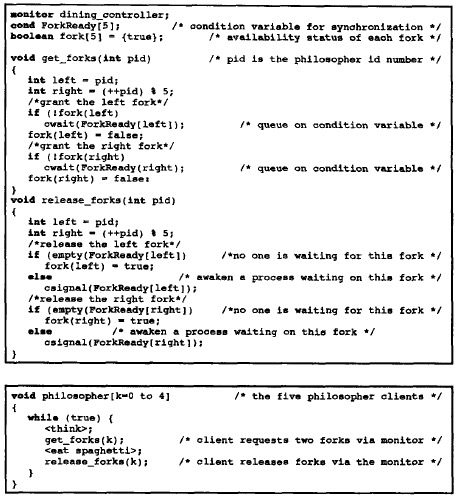 monitor dining_controller;
cond ForkReady[5]; /* condition variable for synchronization */
boolean fork[5] = {true}; /* availability status of each fork */
void get_forks(int pid) /* pid is the philosopher id number */
{
int left = pid;
int right = (++pid) % 5;
/*grant the left fork*/
if (!fork(left)
cwait(ForkReady[left]); /* queue on condition variable */
fork(left) = false;
/*grant the right fork*/
if (!fork(right)
cwait(ForkReady(right); /* queue on condition variable */
fork(right) = false:
}
void release_forks(int pid)
{
int left = pid;
int right = (++pid) % 5;
/*release the left fork*/
if (empty(ForkReady[left]) /*no one is waiting for this fork */
fork(left) = true;
else /* awaken a process waiting on this fork */
csignal(ForkReady[left]);
/*release the right fork*/
if (empty(ForkReady[right]) /*no one is waiting for this fork */
fork(right) = true;
else /* awaken a process waiting on this fork */
csignal(ForkReady[right]);
}
void philosopher[k=0 to 4] /* the five philosopher clients */
{
while (true) {
<think>;
get_forks(k); /* client requests two forks via monitor */
<eat spaghetti>;
release_forks(k); /* client releases forks via the monitor */
}
}